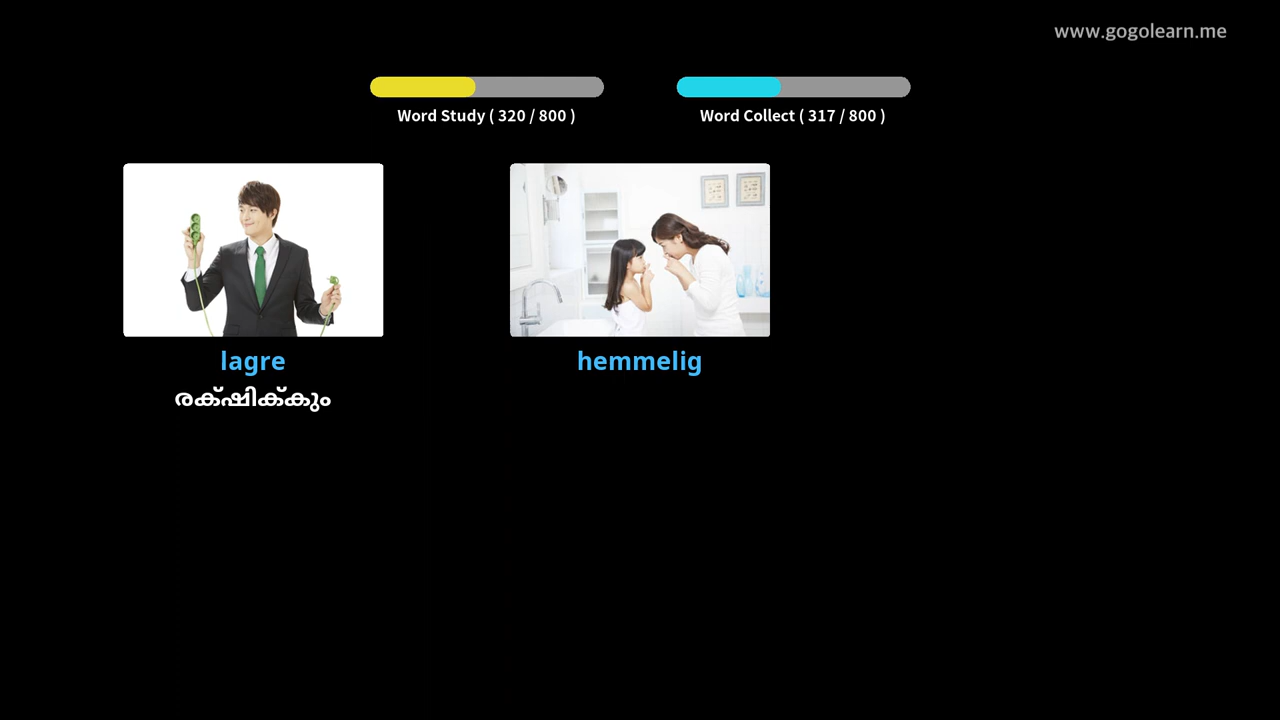 www.gogolearn.me
Word Study ( 320 / 800 )
Word Collect ( 317 / 800 )
lagre
രക്ഷിക്കും
hemmelig